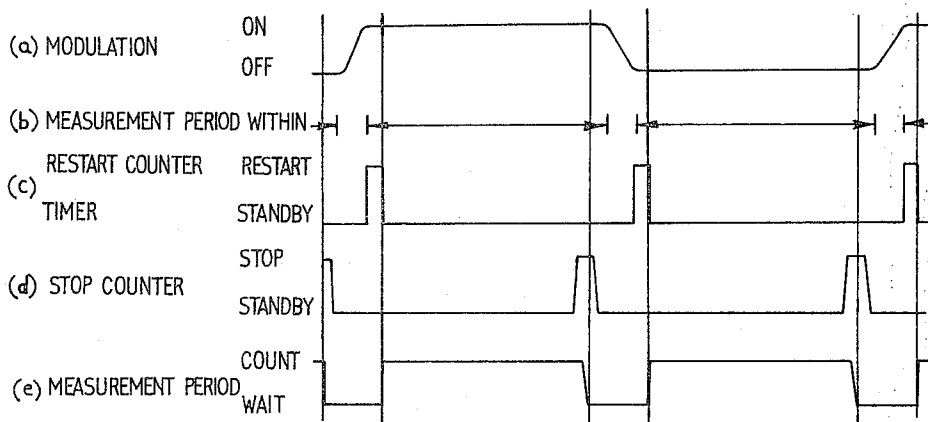 ON
(a) MODULATION
OFF
(b) MEASUREMENT PERIOD WITHIN
RESTART COUNTER RESTART
(c)
TIMER STANDBY
STOP
(d) STOP COUNTER
STANDBY
COUNT
(e) MEASUREMENT PERIOD
WAIT